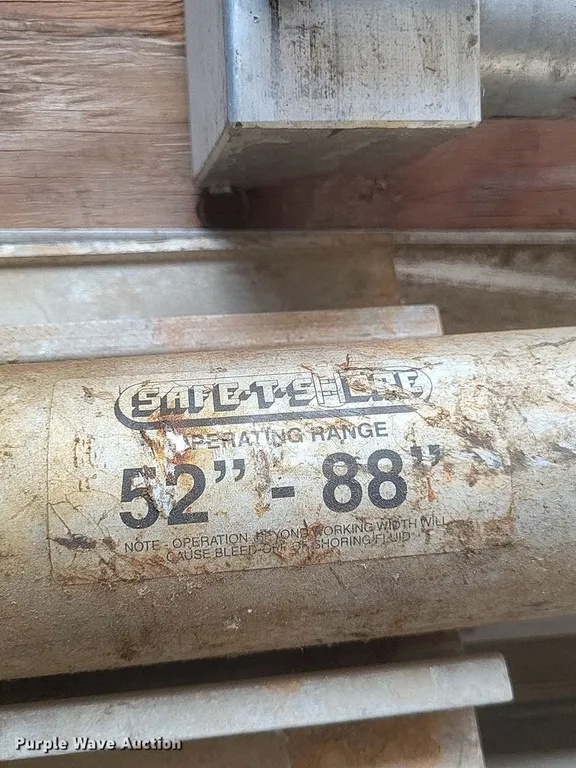 SAFE-T-SHORE
OPERATING RANGE
52" - 88"
NOTE - OPERATION BEYOND WORKING WIDTH WILL
CAUSE BLEED-OFF OF SHORING FLUID
Purple Wave Auction